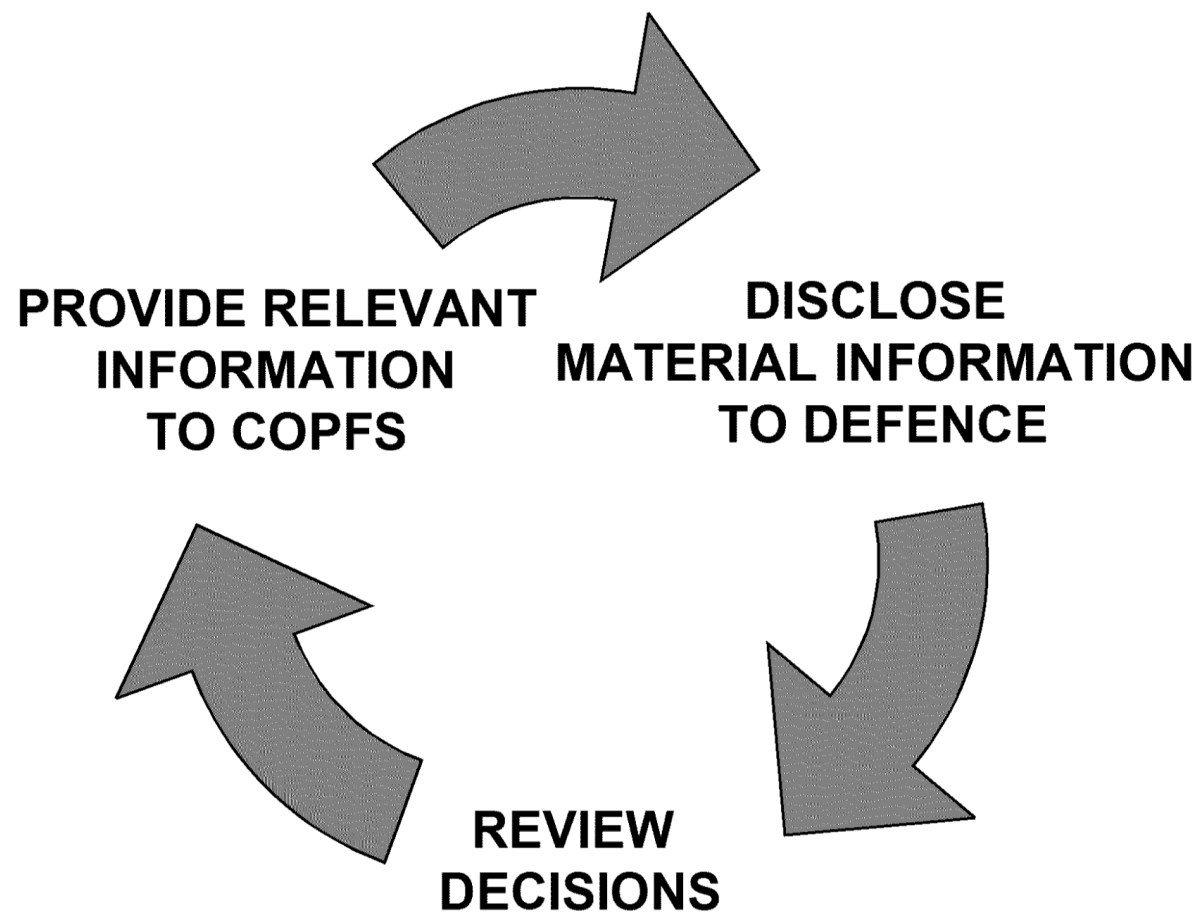 PROVIDE RELEVANT
INFORMATION
TO COPFS
DISCLOSE
MATERIAL INFORMATION
TO DEFENCE
REVIEW
DECISIONS